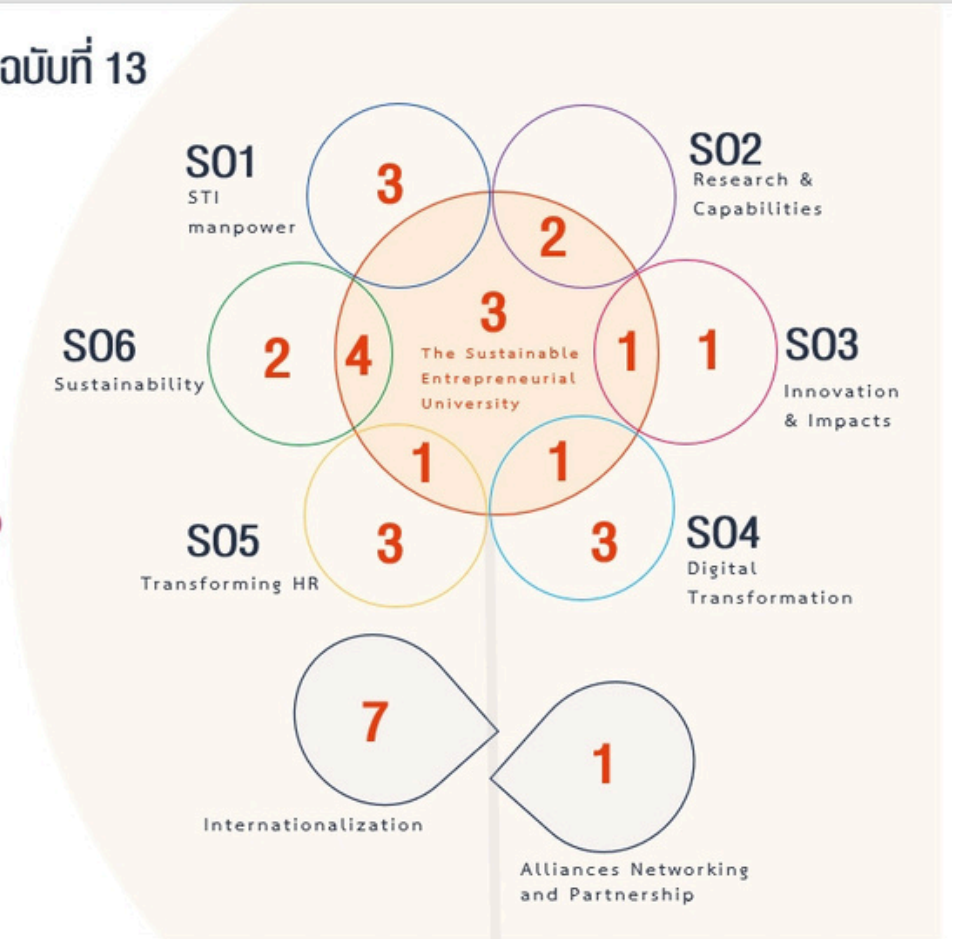 ฉบับที่ 13
SO1
STI
manpower
3
SO2
Research &
Capabilities
2
3
The Sustainable
Entrepreneurial
University
SO6
Sustainability
2
4
1
1
SO3
Innovation
& Impacts
1
1
SO5
Transforming HR
3
3
SO4
Digital
Transformation
7
1
Internationalization
Alliances Networking
and Partnership